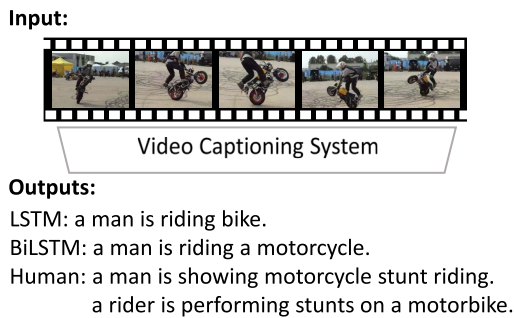 Input:
Video Captioning System
Outputs:
LSTM: a man is riding bike.
BiLSTM: a man is riding a motorcycle.
Human: a man is showing motorcycle stunt riding.
a rider is performing stunts on a motorbike.